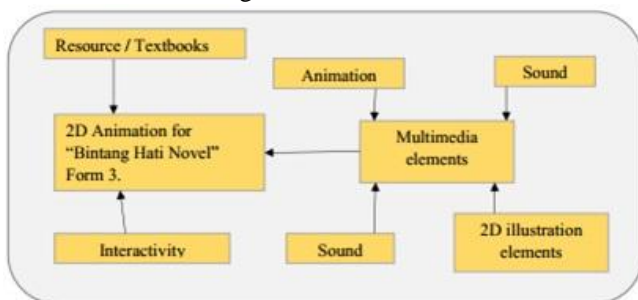 Resource / Textbooks
Animation
Sound
2D Animation for
"Bintang Hati Novel"
Form 3.
Multimedia
elements
Interactivity
Sound
2D illustration
elements